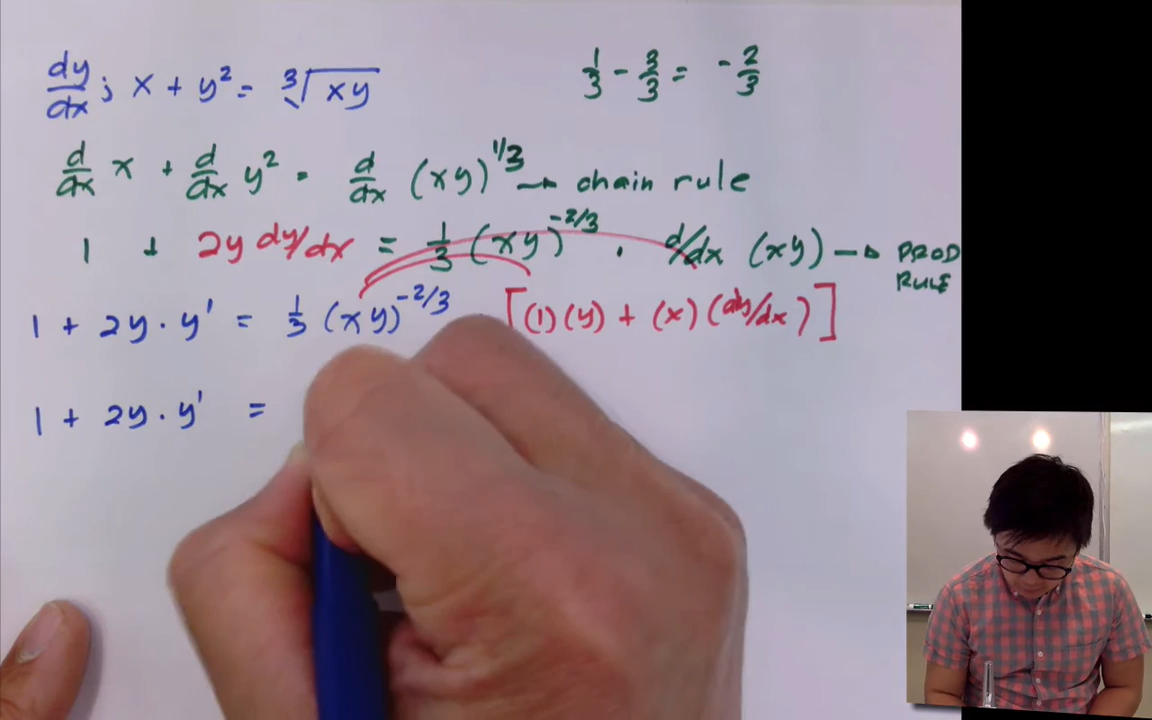 dy/dx ; x + y² = ∛(xy)
1/3 - 3/3 = -2/3
d/dx x + d/dx y² = d/dx (xy)^1/3 → chain rule
1 + 2y dy/dx = 1/3 (xy)^-2/3 · d/dx (xy) → PROD RULE
1 + 2y · y' = 1/3 (xy)^-2/3 [(1)(y) + (x)(dy/dx)]
1 + 2y · y' =